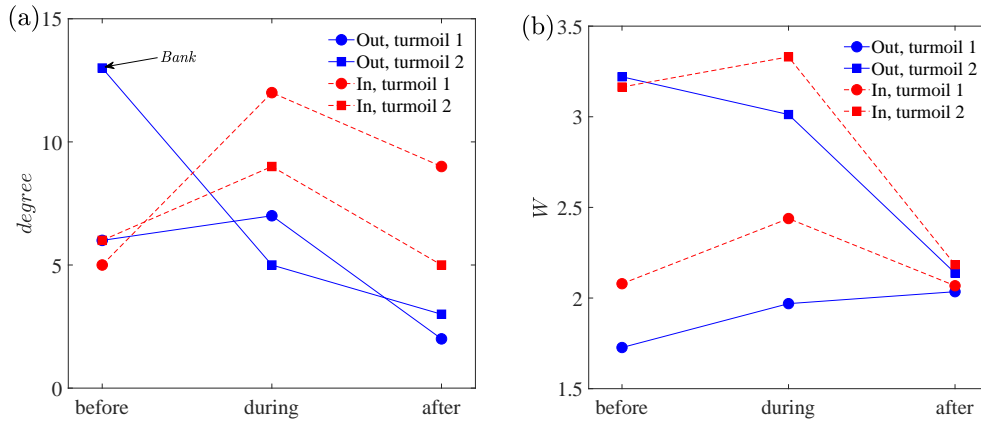 (a)
15
10
5
0
degree
before
during
after
Bank
Out, turmoil 1
Out, turmoil 2
In, turmoil 1
In, turmoil 2
(b)
3.5
3
2.5
2
1.5
W
before
during
after
Out, turmoil 1
Out, turmoil 2
In, turmoil 1
In, turmoil 2